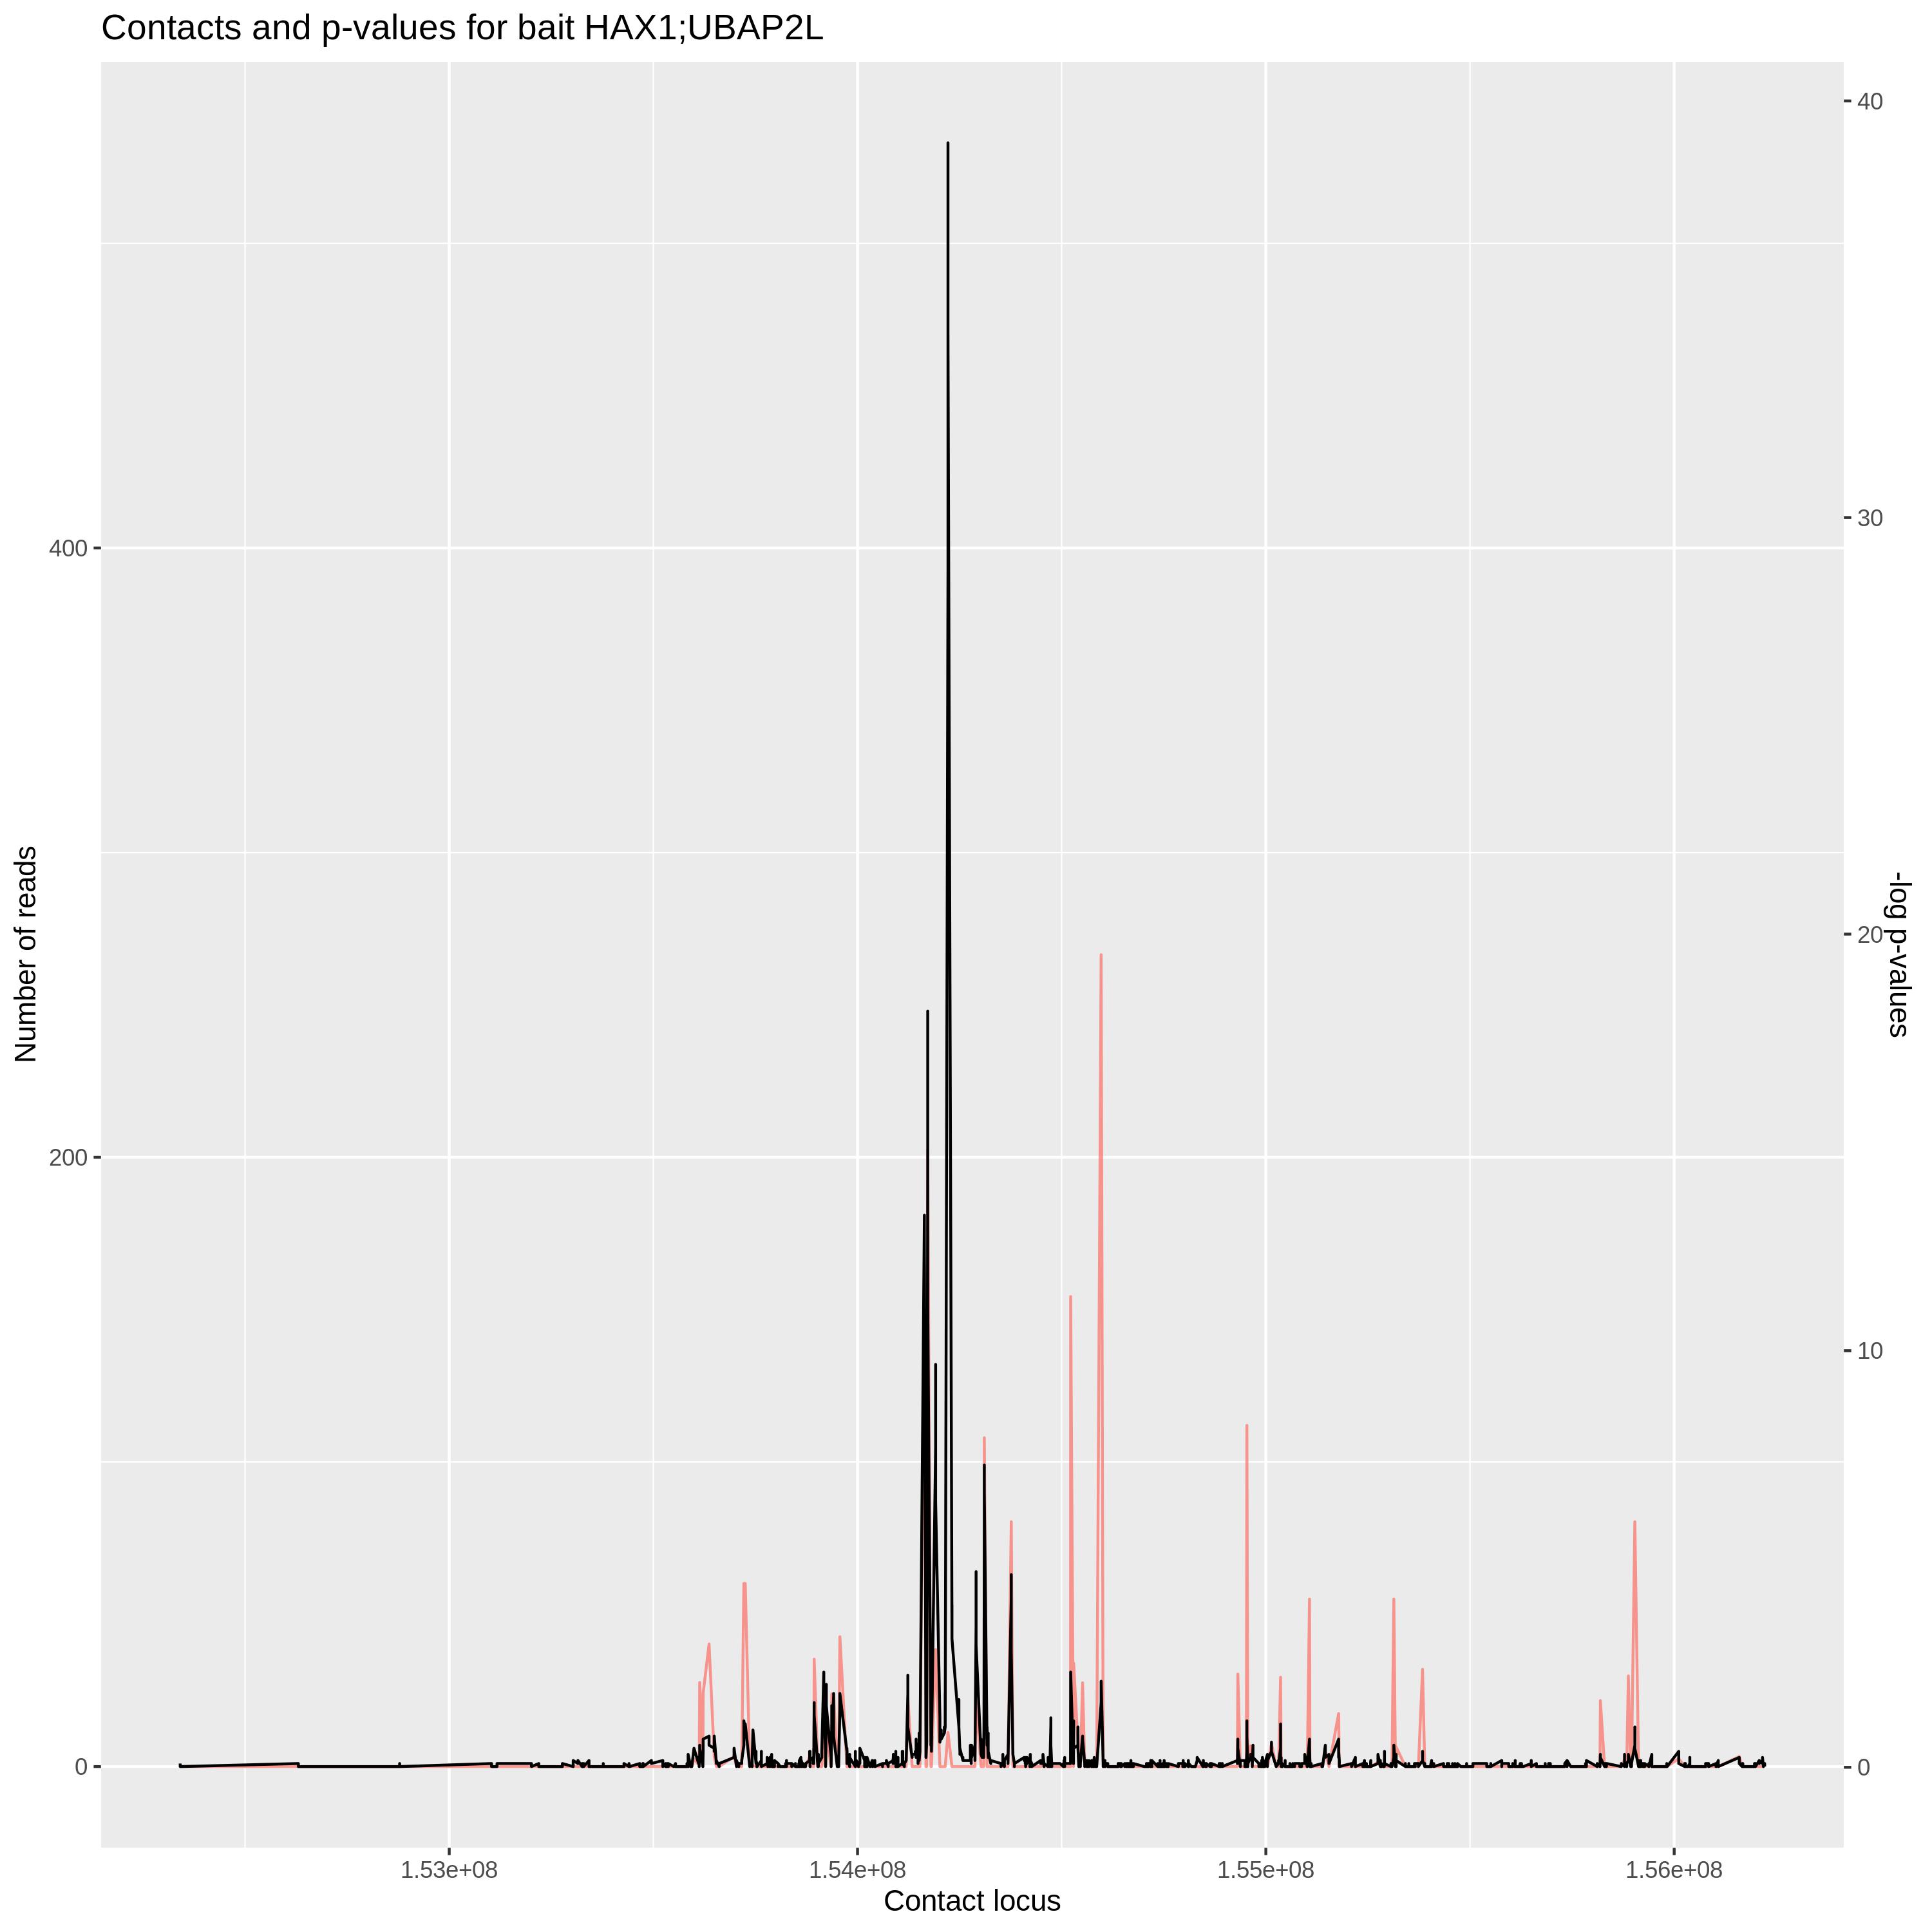 Contacts and p-values for bait HAX1;UBAP2L
Number of reads
400
200
0
40
30
20
10
0
-log p-values
1.53e+08 1.54e+08 1.55e+08 1.56e+08
Contact locus